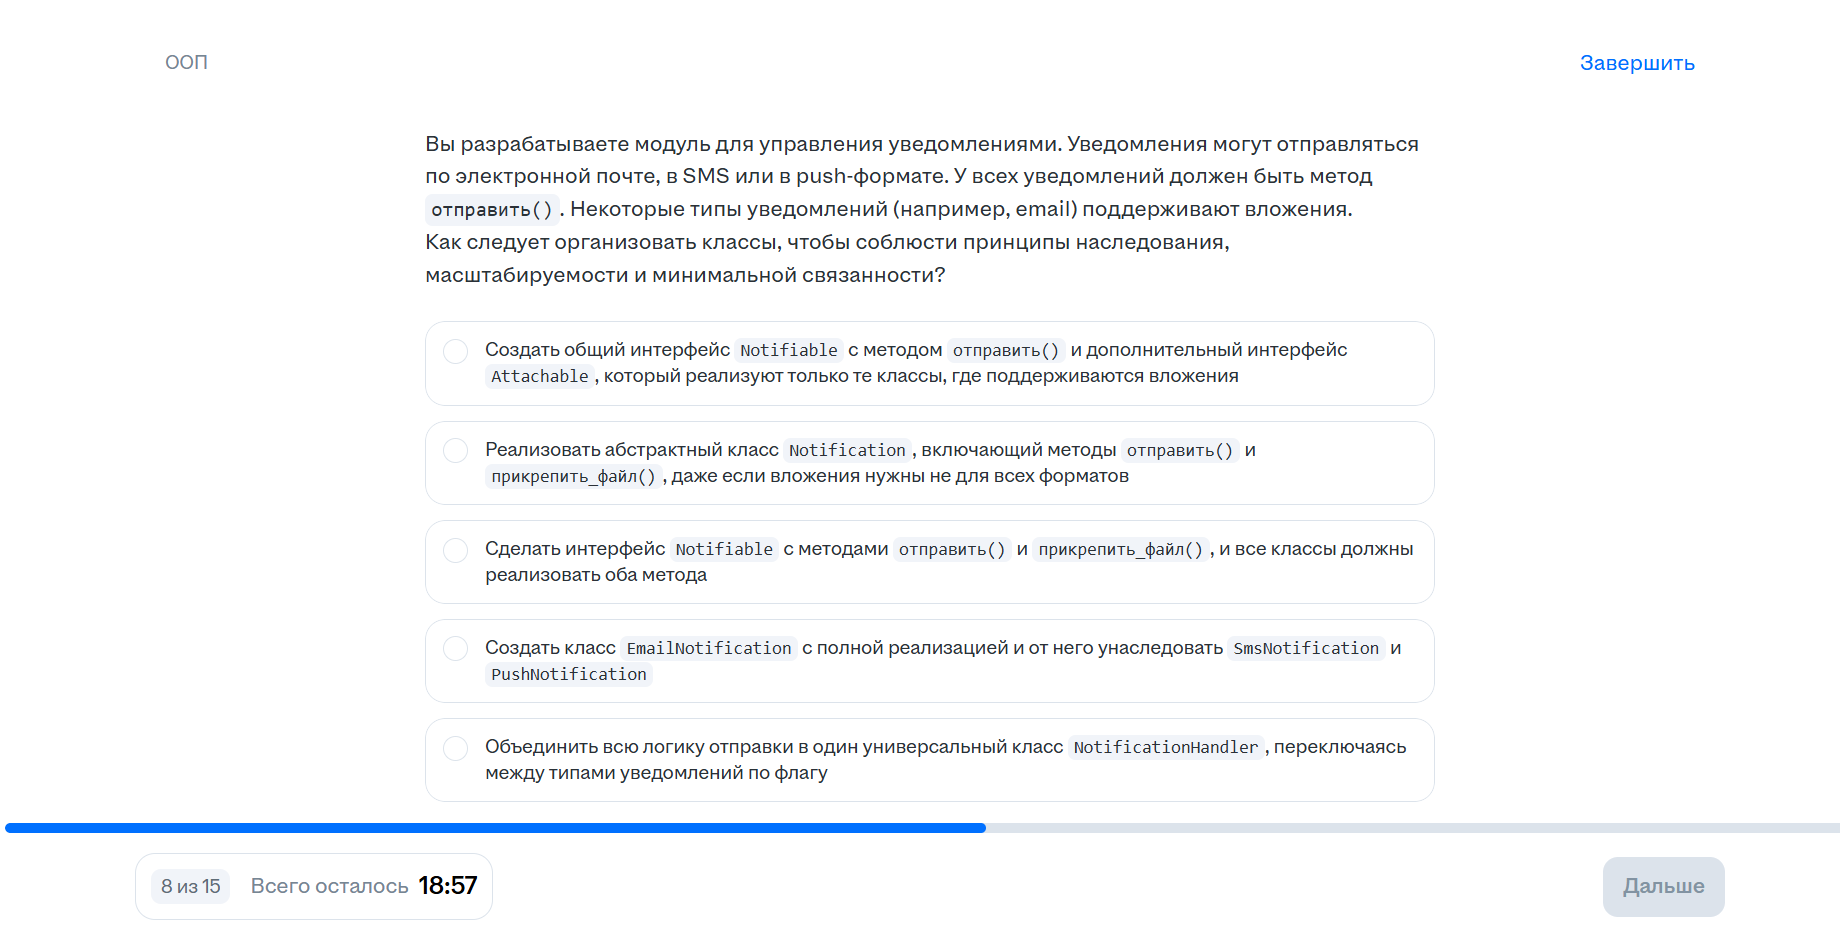 ООП
Завершить
Вы разрабатываете модуль для управления уведомлениями. Уведомления могут отправляться
по электронной почте, в SMS или в push-формате. У всех уведомлений должен быть метод
отправить(). Некоторые типы уведомлений (например, email) поддерживают вложения.
Как следует организовать классы, чтобы соблюсти принципы наследования,
масштабируемости и минимальной связанности?
Создать общий интерфейс Notifiable с методом отправить() и дополнительный интерфейс
Attachable, который реализуют только те классы, где поддерживаются вложения
Реализовать абстрактный класс Notification, включающий методы отправить() и
прикрепить_файл(), даже если вложения нужны не для всех форматов
Сделать интерфейс Notifiable с методами отправить() и прикрепить_файл(), и все классы должны
реализовать оба метода
Создать класс EmailNotification с полной реализацией и от него унаследовать SmsNotification и
PushNotification
Объединить всю логику отправки в один универсальный класс NotificationHandler, переключаясь
между типами уведомлений по флагу
8 из 15 Всего осталось 18:57
Дальше